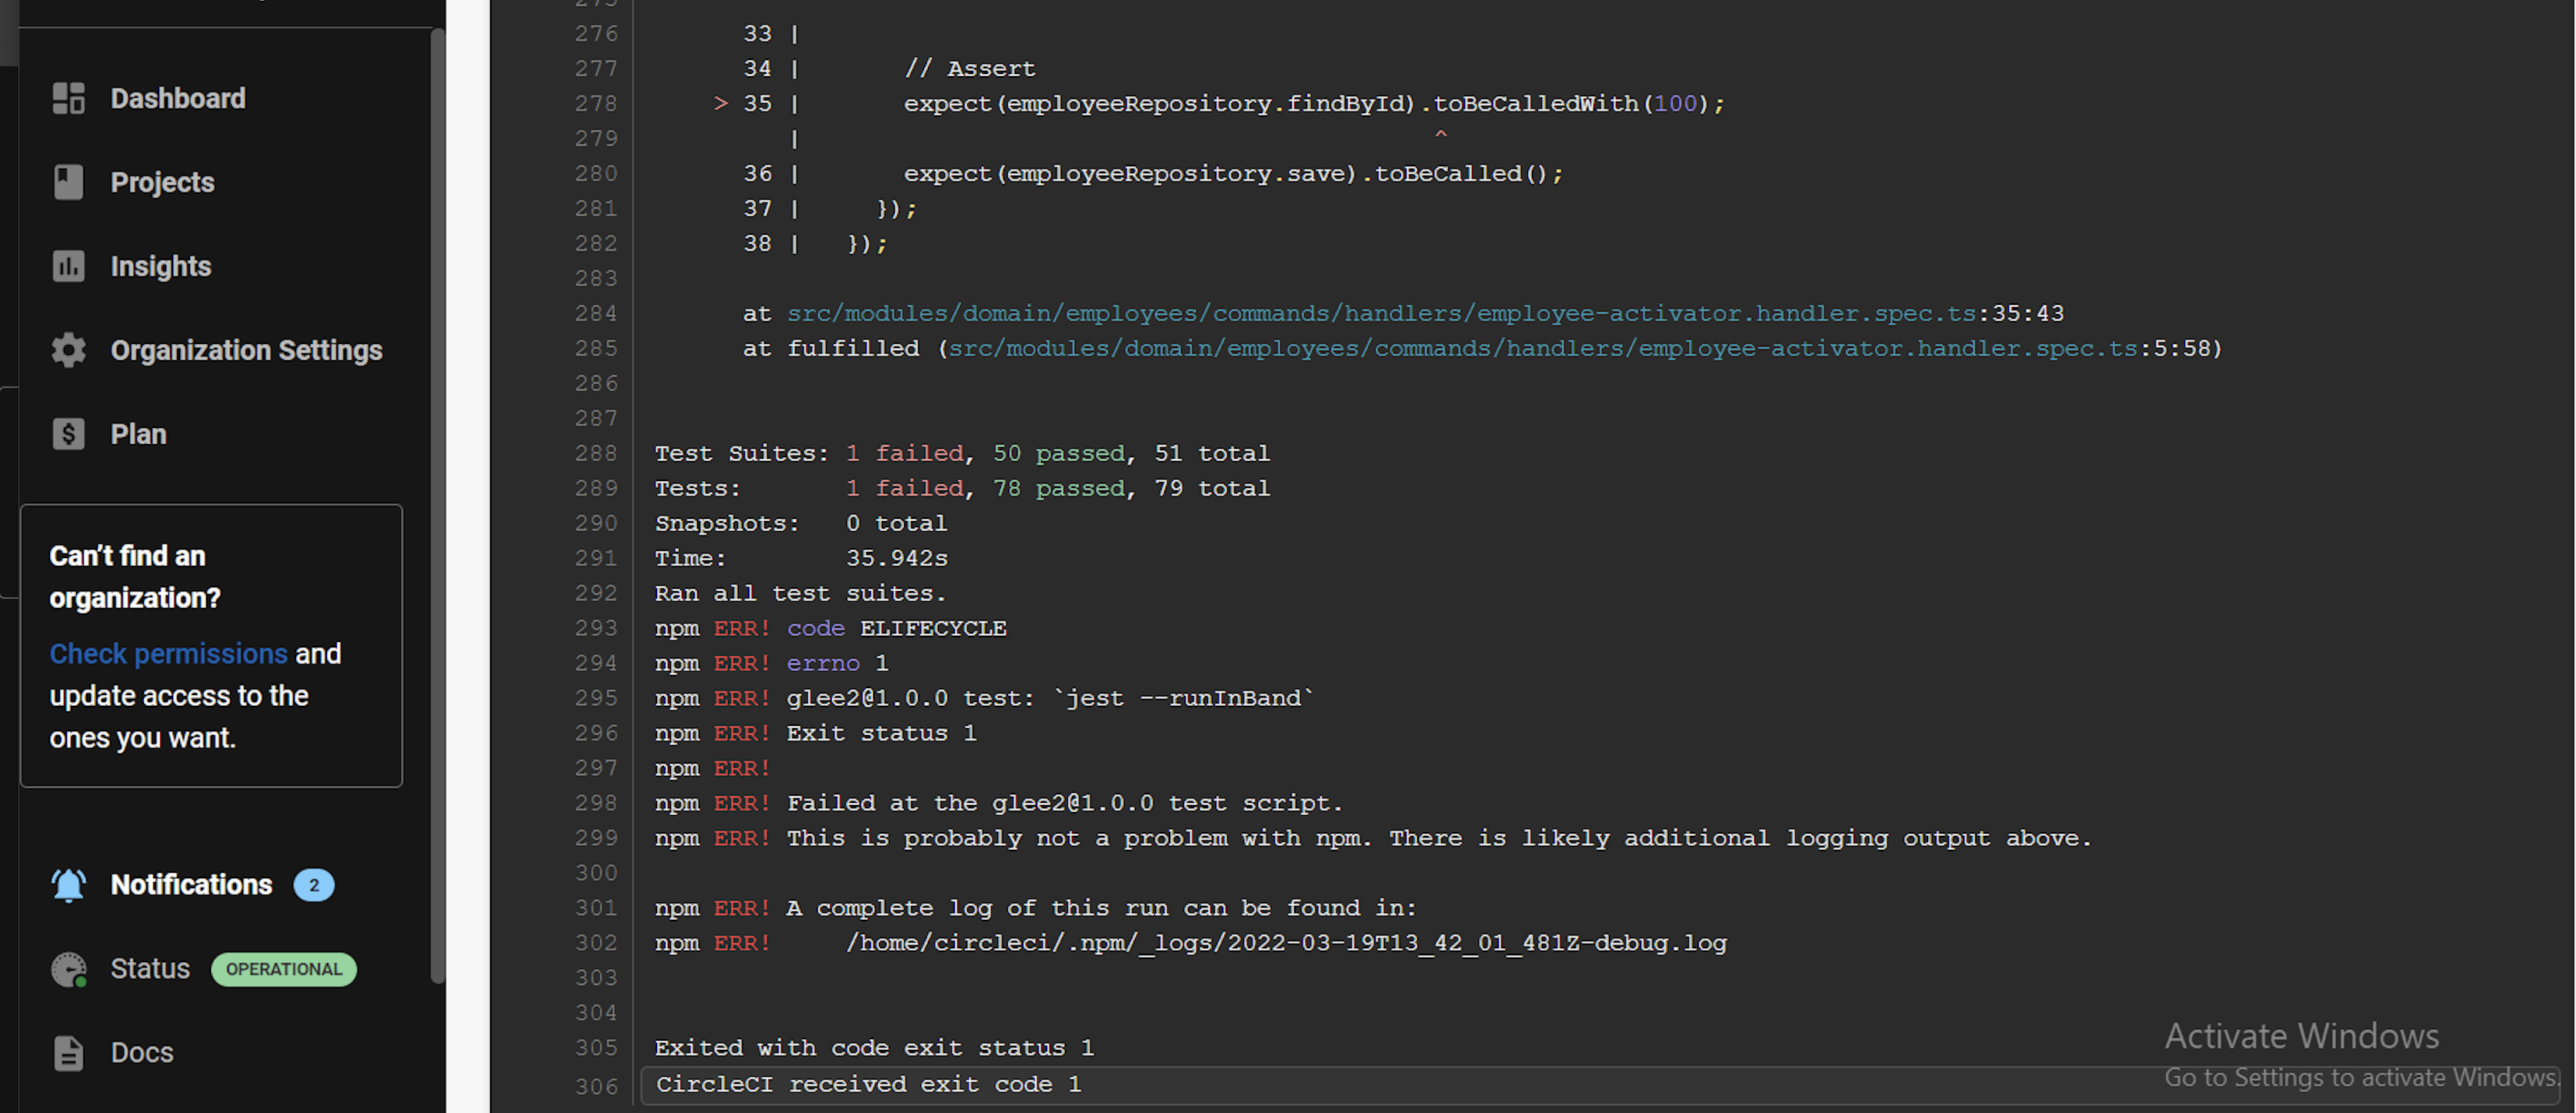 Dashboard
Projects
Insights
Organization Settings
Plan
Can't find an
organization?
Check permissions and
update access to the
ones you want.
Notifications 2
Status OPERATIONAL
Docs
275
276 33 |
277 34 | // Assert
278 > 35 | expect(employeeRepository.findById).toBeCalledWith(100);
279 | ^
280 36 | expect(employeeRepository.save).toBeCalled();
281 37 | });
282 38 | });
283
284 at src/modules/domain/employees/commands/handlers/employee-activator.handler.spec.ts:35:43
285 at fulfilled (src/modules/domain/employees/commands/handlers/employee-activator.handler.spec.ts:5:58)
286
287
288 Test Suites: 1 failed, 50 passed, 51 total
289 Tests: 1 failed, 78 passed, 79 total
290 Snapshots: 0 total
291 Time: 35.942s
292 Ran all test suites.
293 npm ERR! code ELIFECYCLE
294 npm ERR! errno 1
295 npm ERR! glee2@1.0.0 test: `jest --runInBand`
296 npm ERR! Exit status 1
297 npm ERR!
298 npm ERR! Failed at the glee2@1.0.0 test script.
299 npm ERR! This is probably not a problem with npm. There is likely additional logging output above.
300
301 npm ERR! A complete log of this run can be found in:
302 npm ERR! /home/circleci/.npm/_logs/2022-03-19T13_42_01_481Z-debug.log
303
304
305 Exited with code exit status 1
306 CircleCI received exit code 1
Activate Windows
Go to Settings to activate Windows.